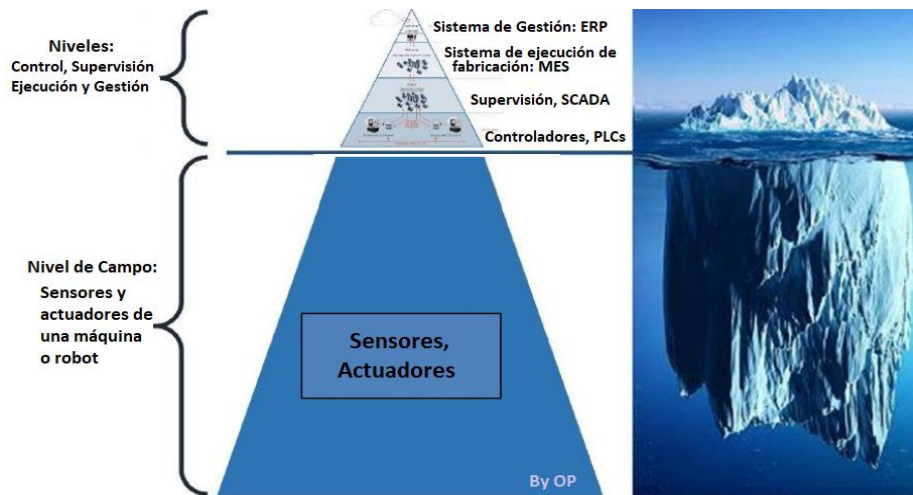 Niveles:
Control, Supervisión
Ejecución y Gestión
Sistema de Gestión: ERP
Sistema de ejecución de
fabricación: MES
Supervisión, SCADA
Controladores, PLCs
Nivel de Campo:
Sensores y
actuadores de
una máquina
o robot
Sensores,
Actuadores
By OP